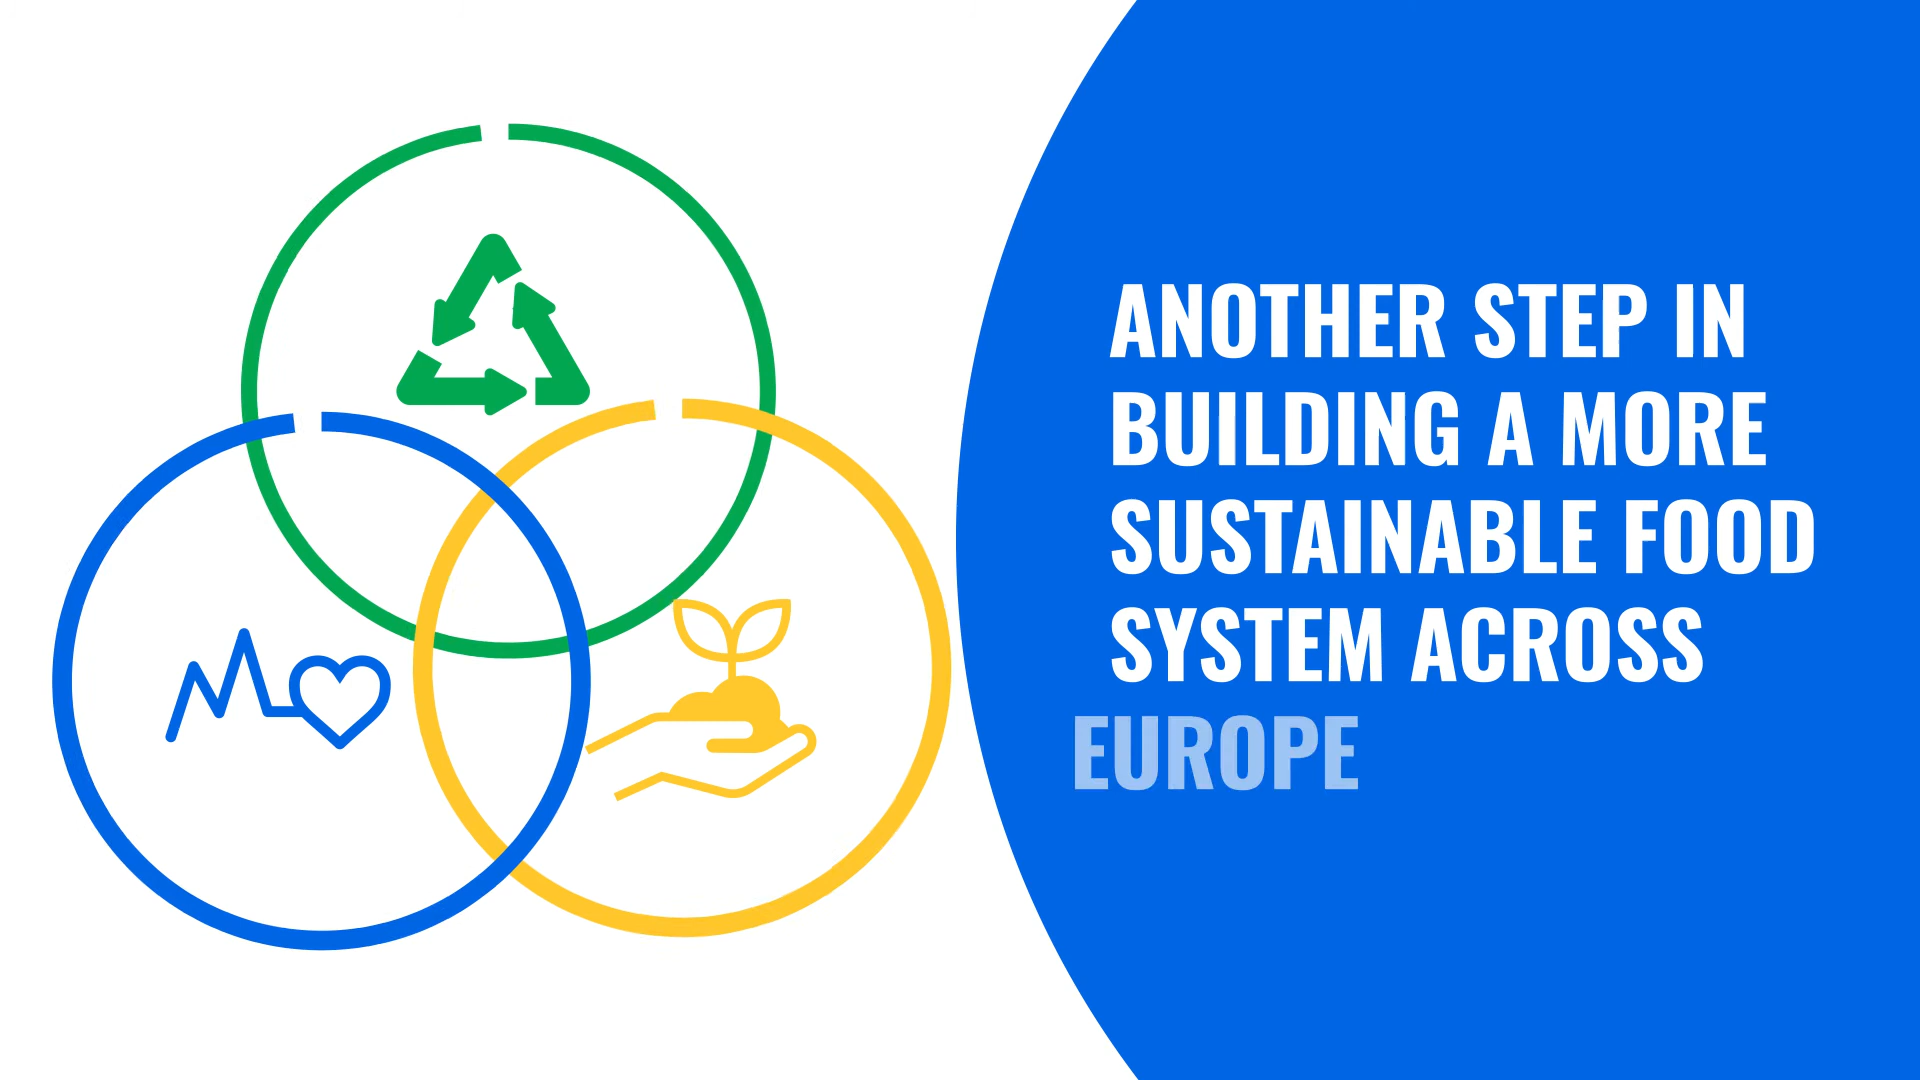 ANOTHER STEP IN
BUILDING A MORE
SUSTAINABLE FOOD
SYSTEM ACROSS
EUROPE